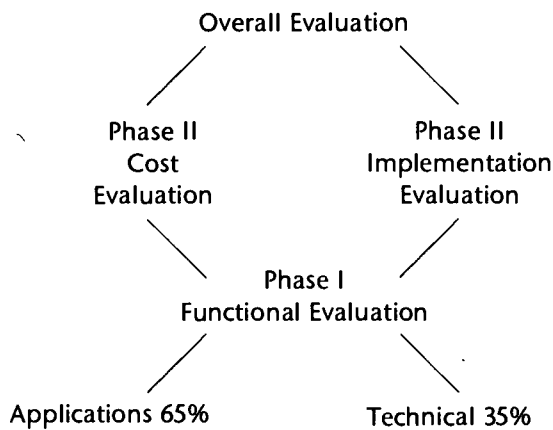 Overall Evaluation
Phase II
Cost
Evaluation
Phase II
Implementation
Evaluation
Phase I
Functional Evaluation
Applications 65%
Technical 35%